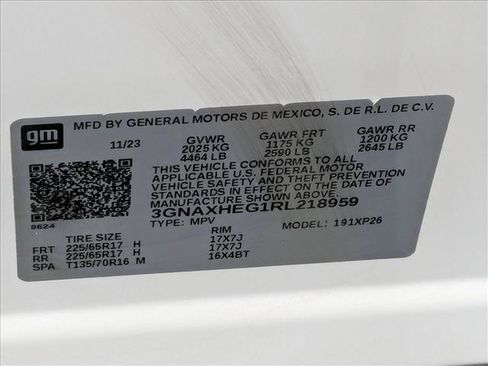 gm
MFD BY GENERAL MOTORS DE MEXICO, S. DE R.L. DE C.V.
11/23 GVWR GAWR FRT GAWR RR
2025 KG 1175 KG 1200 KG
4464 LB 2590 LB 2645 LB
THIS VEHICLE CONFORMS TO ALL
APPLICABLE U.S. FEDERAL MOTOR
VEHICLE SAFETY AND THEFT PREVENTION
STANDARDS IN EFFECT ON THE DATE OF
MANUFACTURE SHOWN ABOVE.
3GNAXHEG1RL218959
8624
TYPE: MPV MODEL: 191XP26
TIRE SIZE RIM
FRT 225/65R17 H 17X7J
RR 225/65R17 H 17X7J
SPA T135/70R16 M 16X4BT